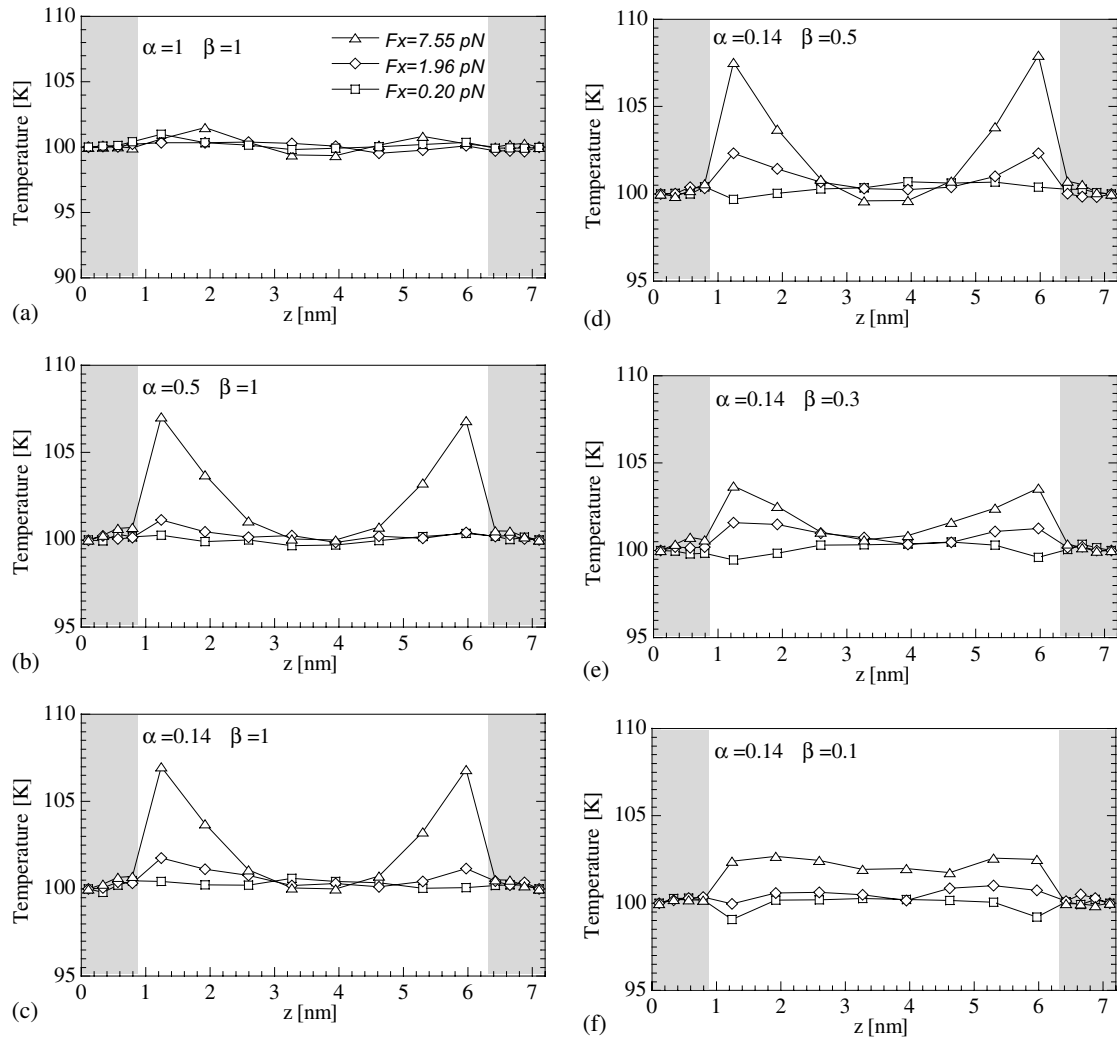 110
105
100
95
90
Temperature [K]
α=1 β=1
Fx=7.55 pN
Fx=1.96 pN
Fx=0.20 pN
0 1 2 3 4 5 6 7
z [nm]
(a)
110
105
100
95
Temperature [K]
α=0.5 β=1
0 1 2 3 4 5 6 7
z [nm]
(b)
110
105
100
95
Temperature [K]
α=0.14 β=1
0 1 2 3 4 5 6 7
z [nm]
(c)
110
105
100
95
Temperature [K]
α=0.14 β=0.5
0 1 2 3 4 5 6 7
z [nm]
(d)
110
105
100
95
Temperature [K]
α=0.14 β=0.3
0 1 2 3 4 5 6 7
z [nm]
(e)
110
105
100
95
Temperature [K]
α=0.14 β=0.1
0 1 2 3 4 5 6 7
z [nm]
(f)